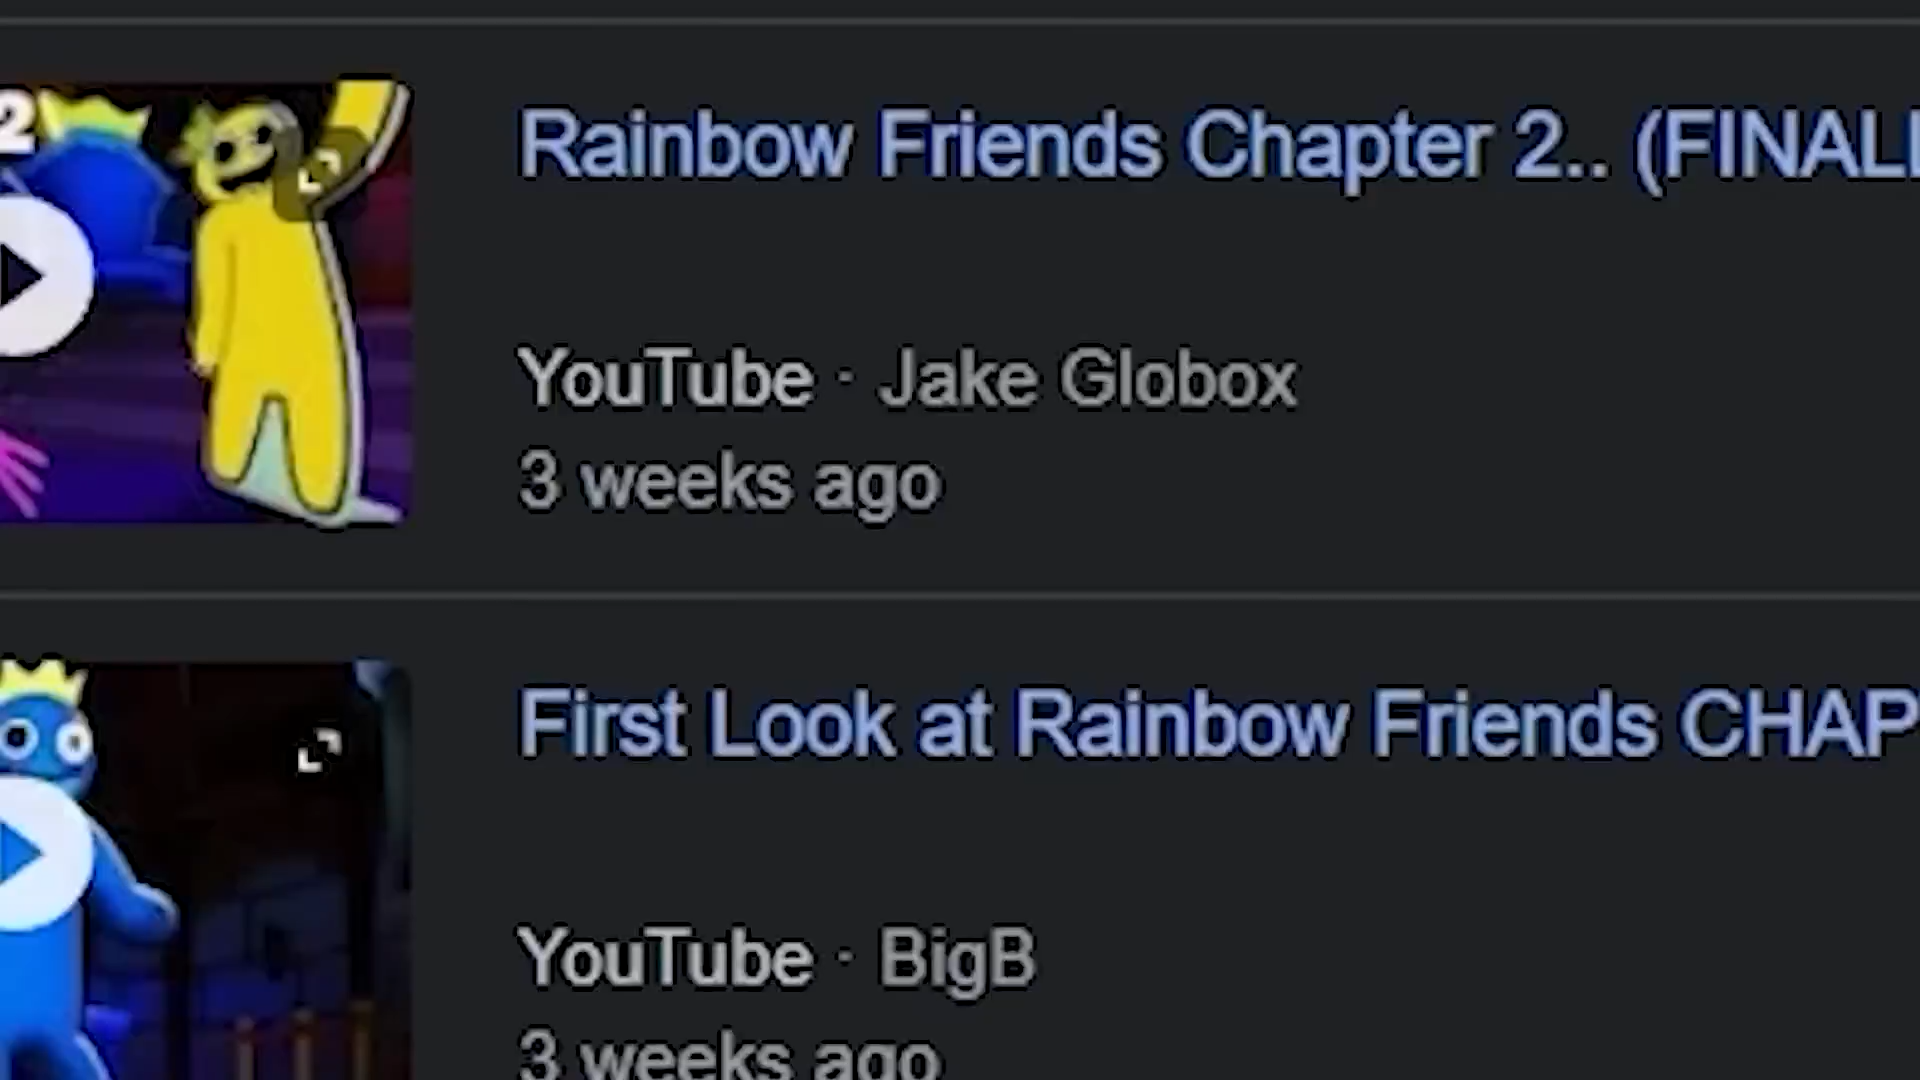 2
Rainbow Friends Chapter 2.. (FINAL
YouTube · Jake Globox
3 weeks ago
First Look at Rainbow Friends CHAP
YouTube · BigB
3 weeks ago